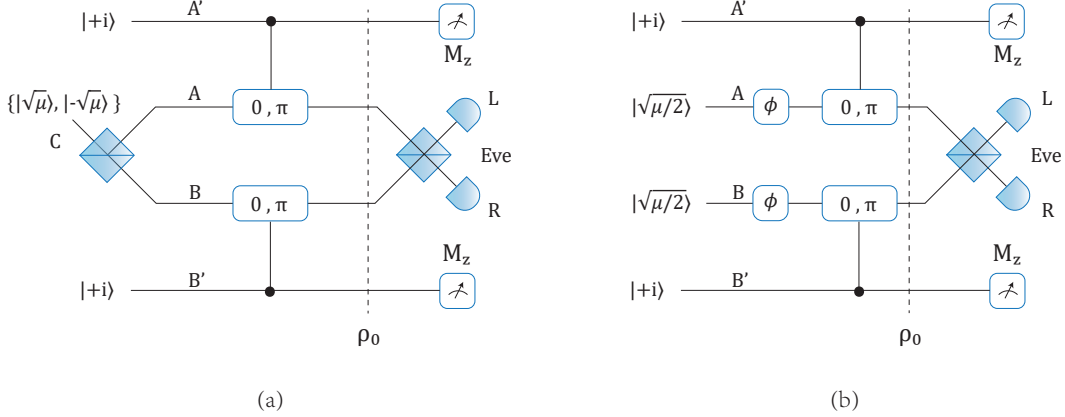 |+i⟩ A'
M_z
{|√μ⟩, |-√μ⟩ }
C
A
0 , π
L
Eve
B
0 , π
R
M_z
|+i⟩ B'
ρ₀
(a)
|+i⟩ A'
M_z
|√μ/2⟩ A ϕ 0 , π
L
Eve
|√μ/2⟩ B ϕ 0 , π
R
M_z
|+i⟩ B'
ρ₀
(b)